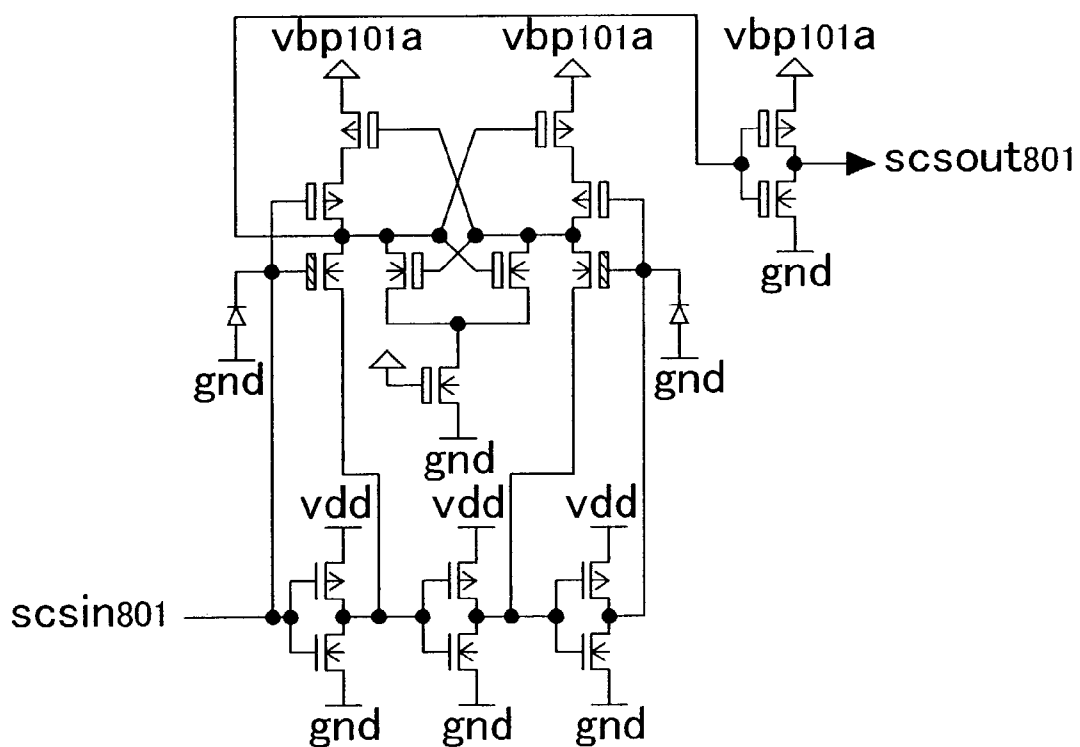 vbp101a vbp101a vbp101a
scsout801
gnd
gnd gnd
gnd
vdd vdd vdd
scsin801
gnd gnd gnd